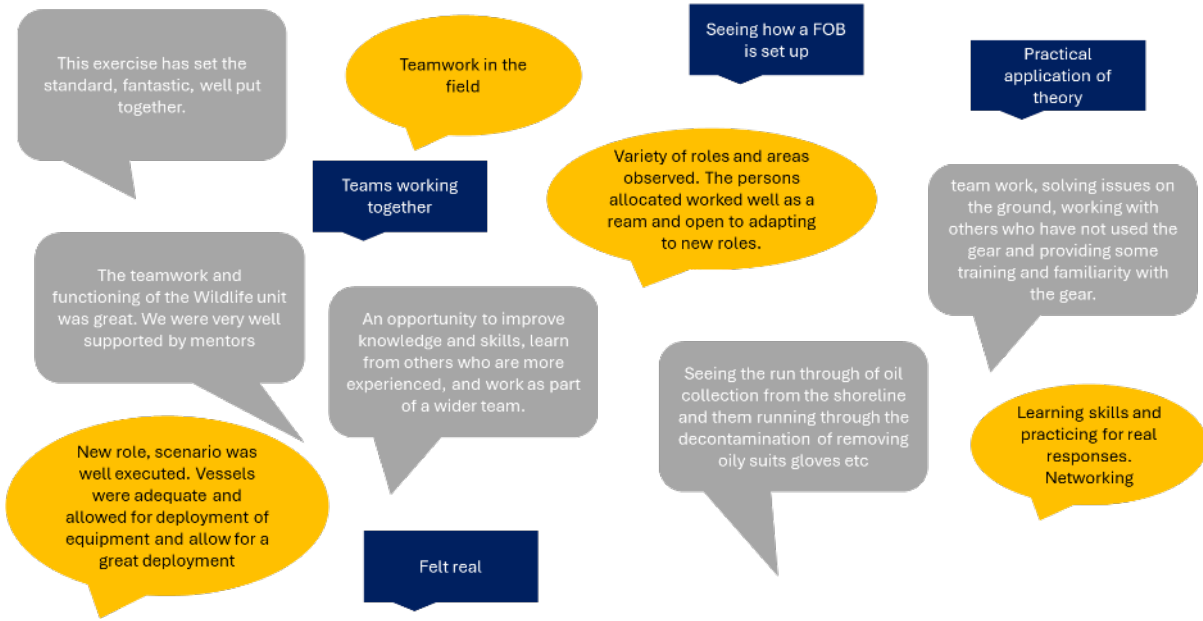 This exercise has set the
standard, fantastic, well put
together.
Teamwork in the
field
Seeing how a FOB
is set up
Practical
application of
theory
Teams working
together
Variety of roles and areas
observed. The persons
allocated worked well as a
ream and open to adapting
to new roles.
team work, solving issues on
the ground, working with
others who have not used the
gear and providing some
training and familiarity with
the gear.
The teamwork and
functioning of the Wildlife unit
was great. We were very well
supported by mentors
An opportunity to improve
knowledge and skills, learn
from others who are more
experienced, and work as part
of a wider team.
Seeing the run through of oil
collection from the shoreline
and them running through the
decontamination of removing
oily suits gloves etc
Learning skills and
practicing for real
responses.
Networking
New role, scenario was
well executed. Vessels
were adequate and
allowed for deployment of
equipment and allow for a
great deployment
Felt real